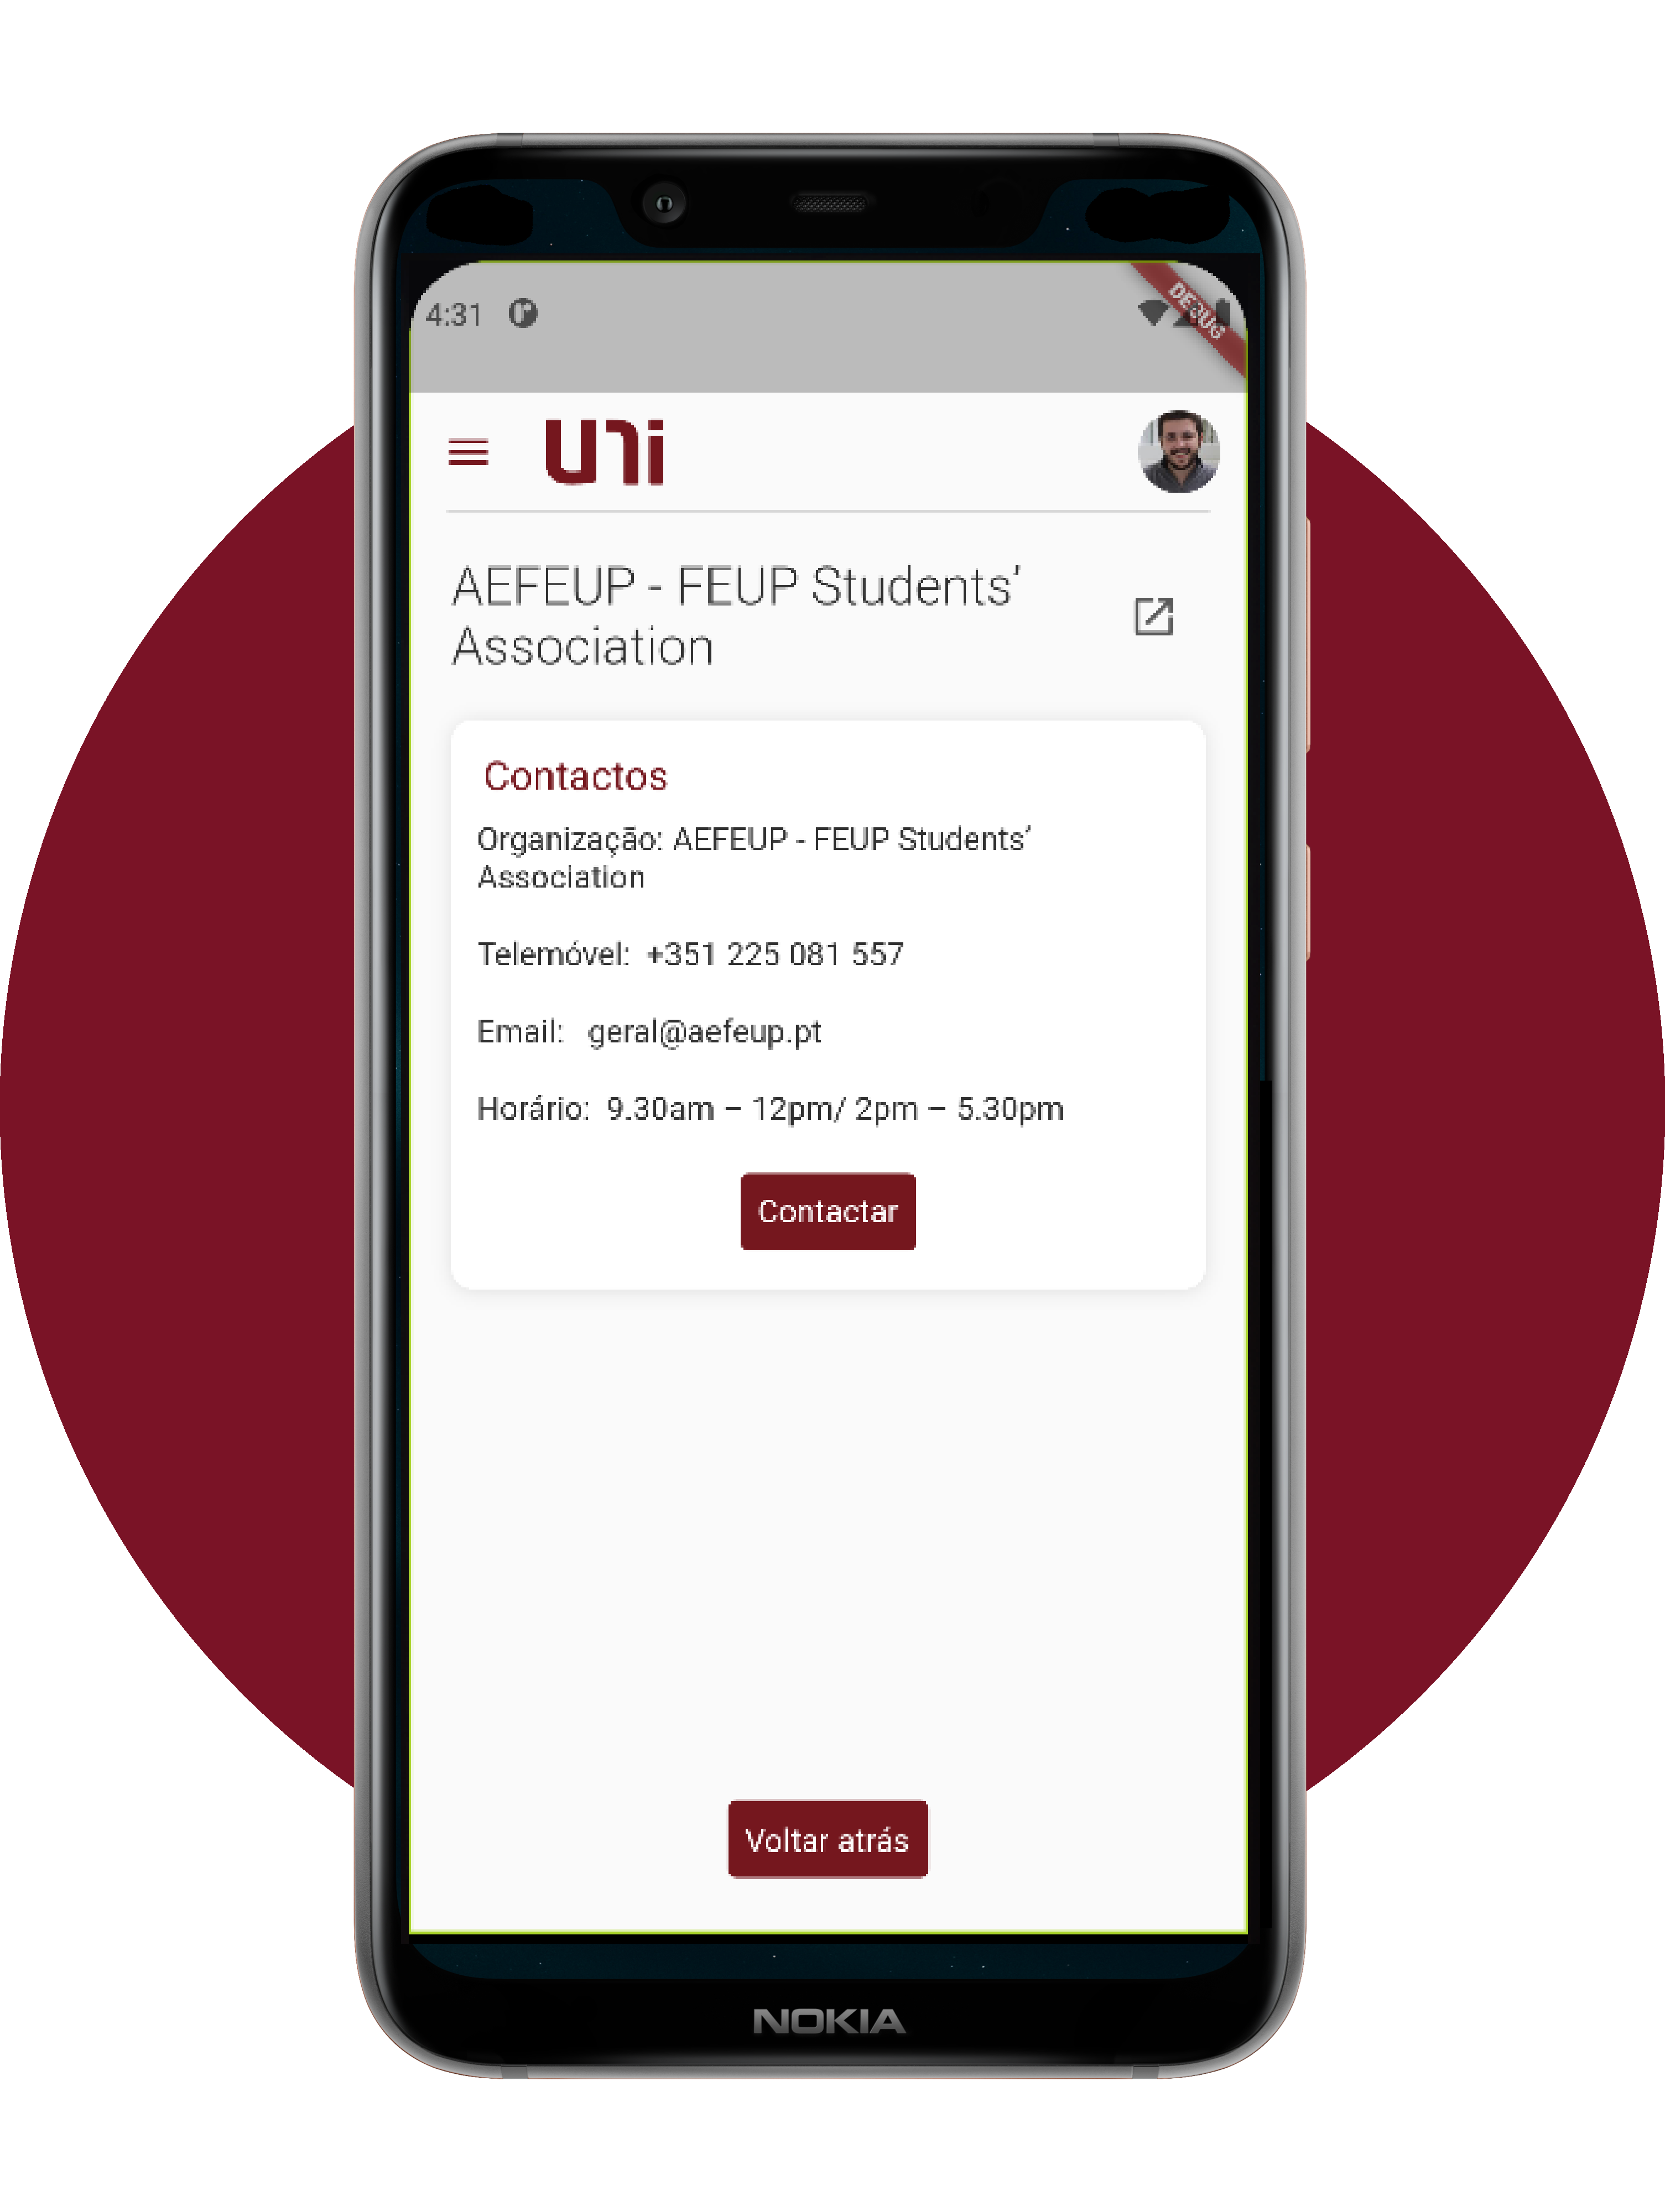 4:31
DEBUG
uni
AEFEUP - FEUP Students’
Association
Contactos
Organização: AEFEUP - FEUP Students’
Association
Telemóvel: +351 225 081 557
Email: geral@aefeup.pt
Horário: 9.30am – 12pm/ 2pm – 5.30pm
Contactar
Voltar atrás
NOKIA